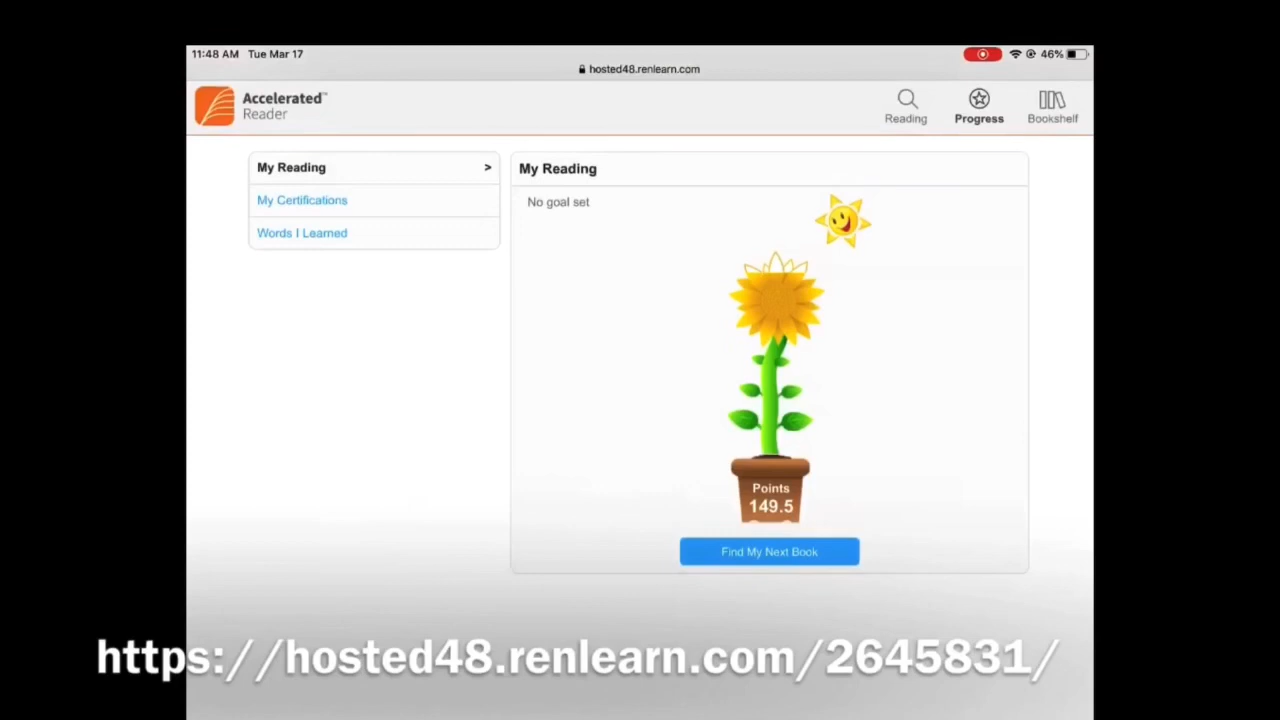 11:48 AM Tue Mar 17
46%
hosted48.renlearn.com
Accelerated™
Reader
Reading
Progress
Bookshelf
My Reading >
My Certifications
Words I Learned
My Reading
No goal set
Points
149.5
Find My Next Book
https://hosted48.renlearn.com/2645831/